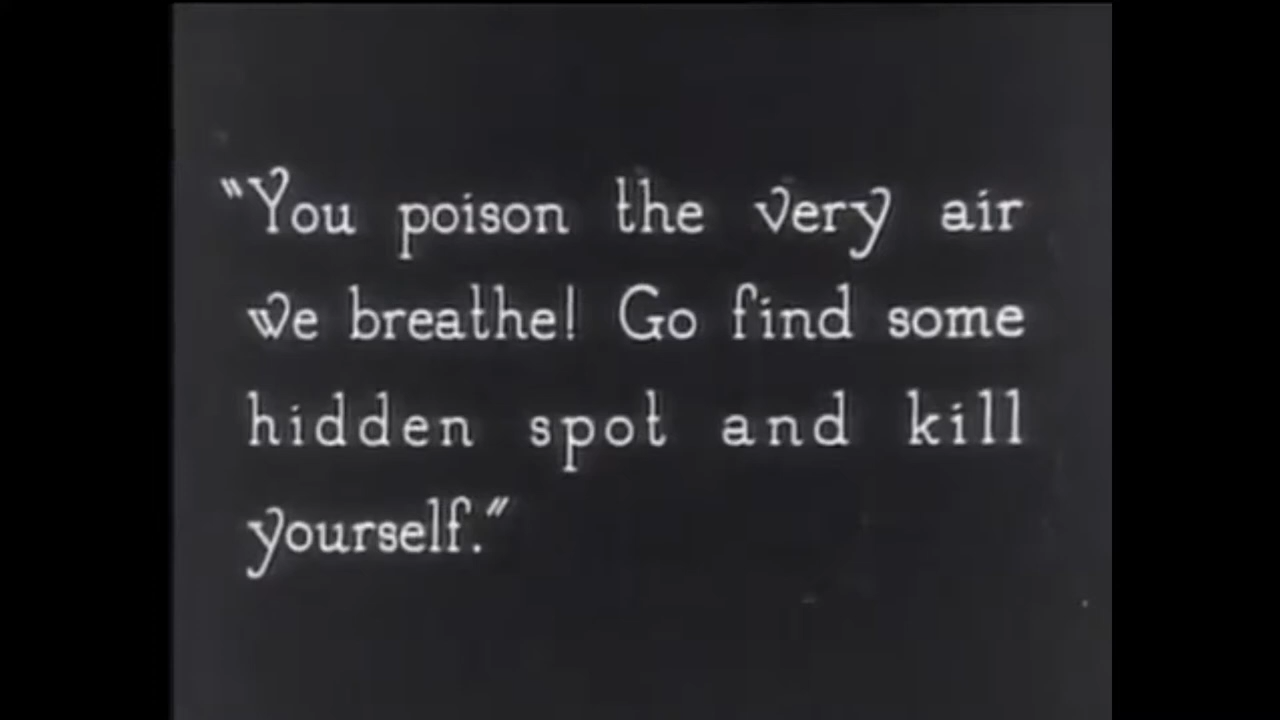 "You poison the very air
we breathe! Go find some
hidden spot and kill
yourself."